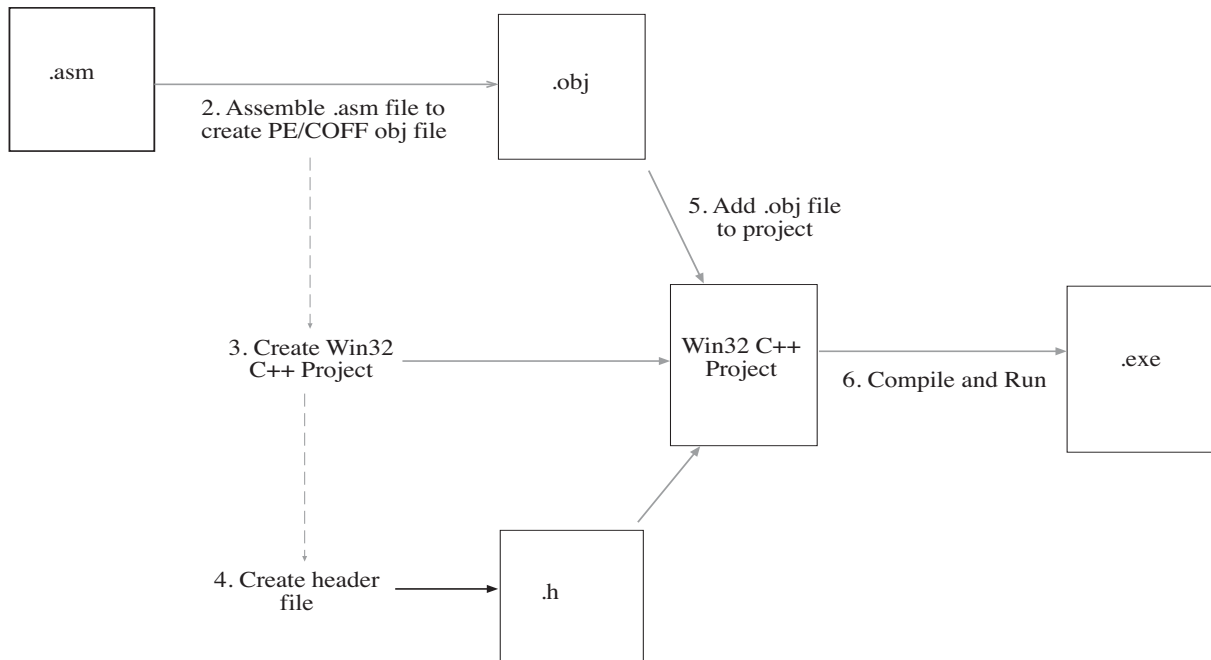 .asm
2. Assemble .asm file to
create PE/COFF obj file
.obj
5. Add .obj file
to project
3. Create Win32
C++ Project
Win32 C++
Project
6. Compile and Run
.exe
4. Create header
file
.h